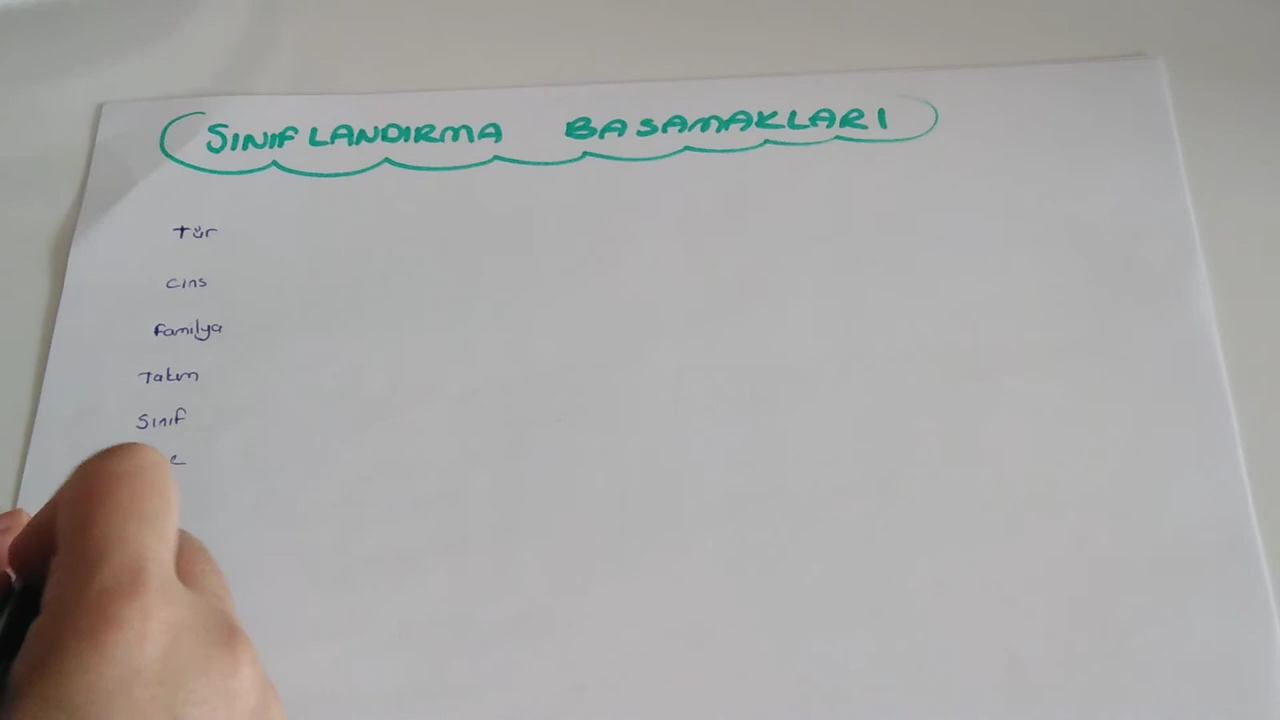 SINIFLANDIRMA BASAMAKLARI
Tür
Cins
Familya
Takım
Sınıf